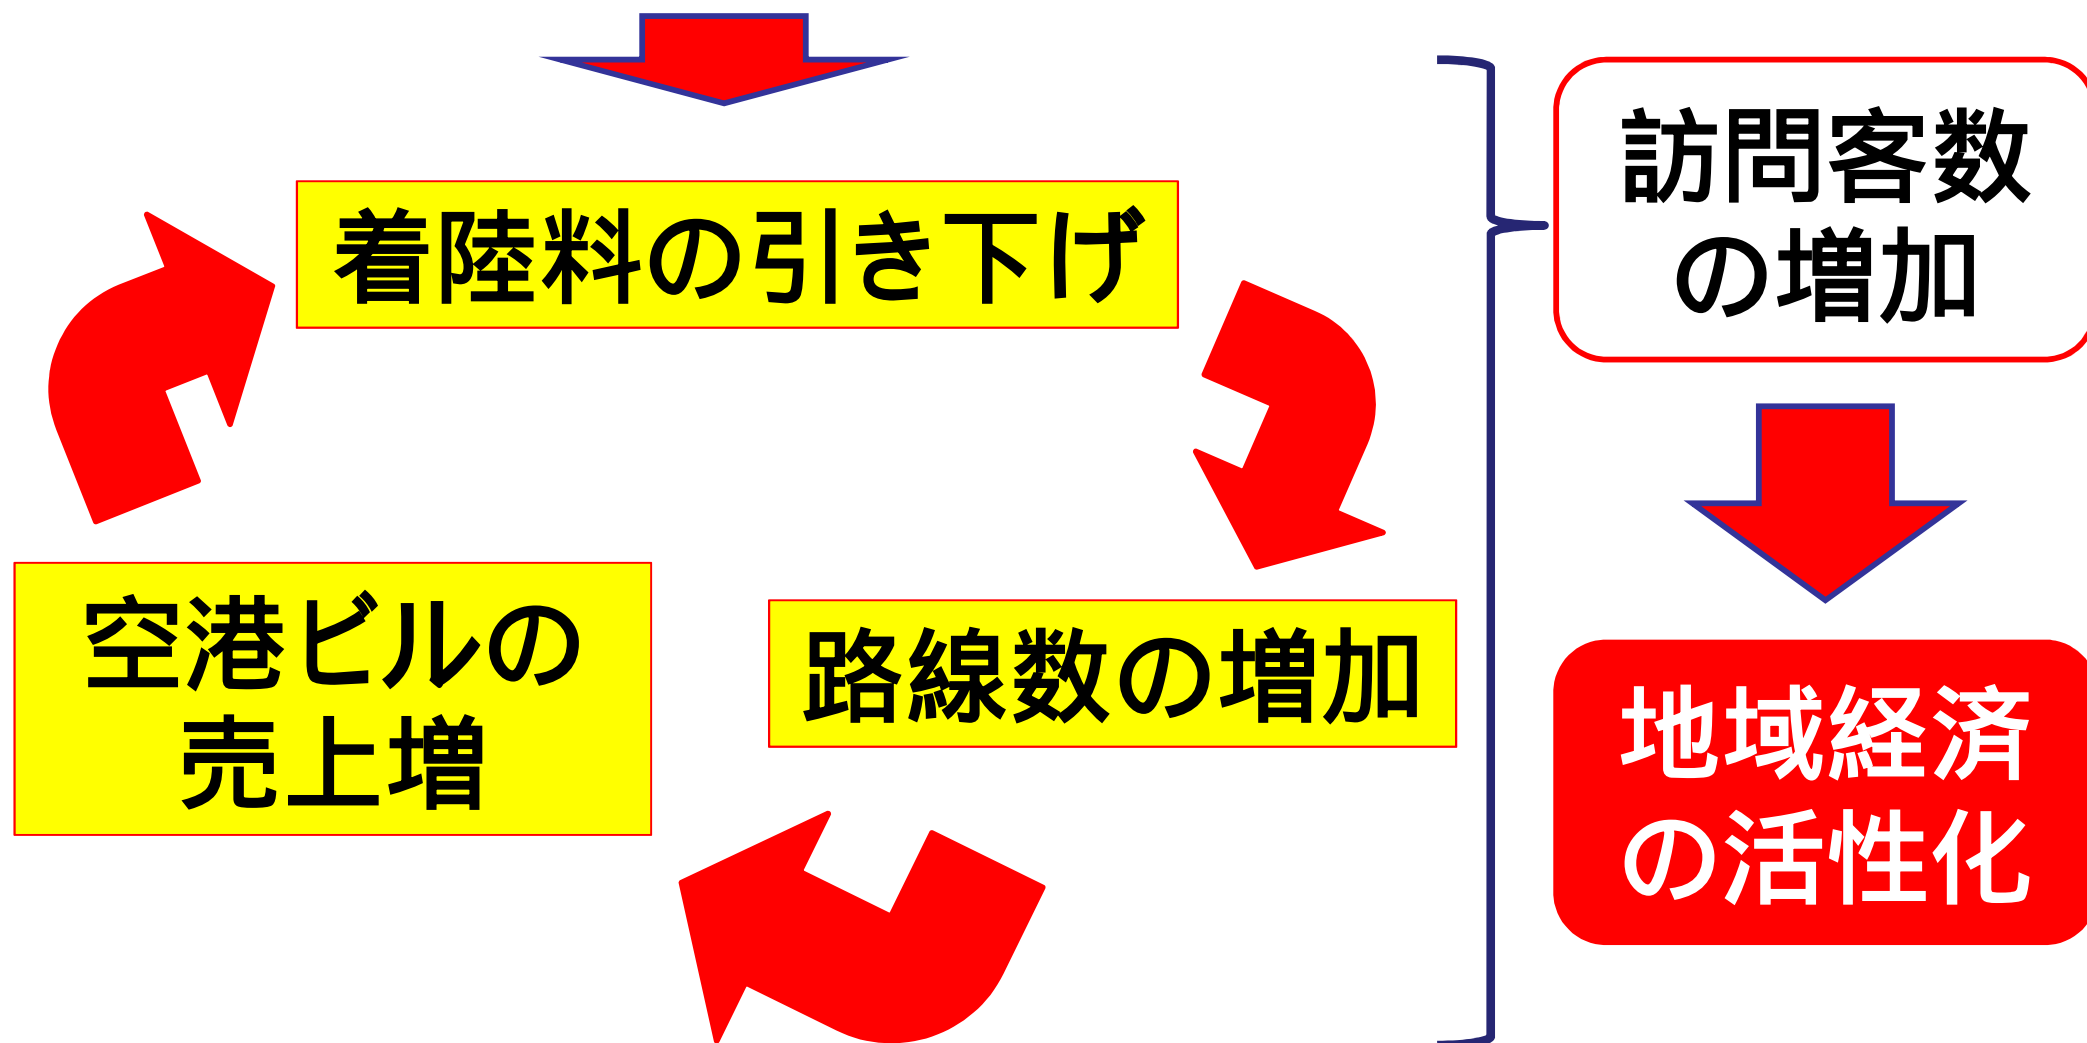 着陸料の引き下げ
空港ビルの
売上増
路線数の増加
訪問客数
の増加
地域経済
の活性化